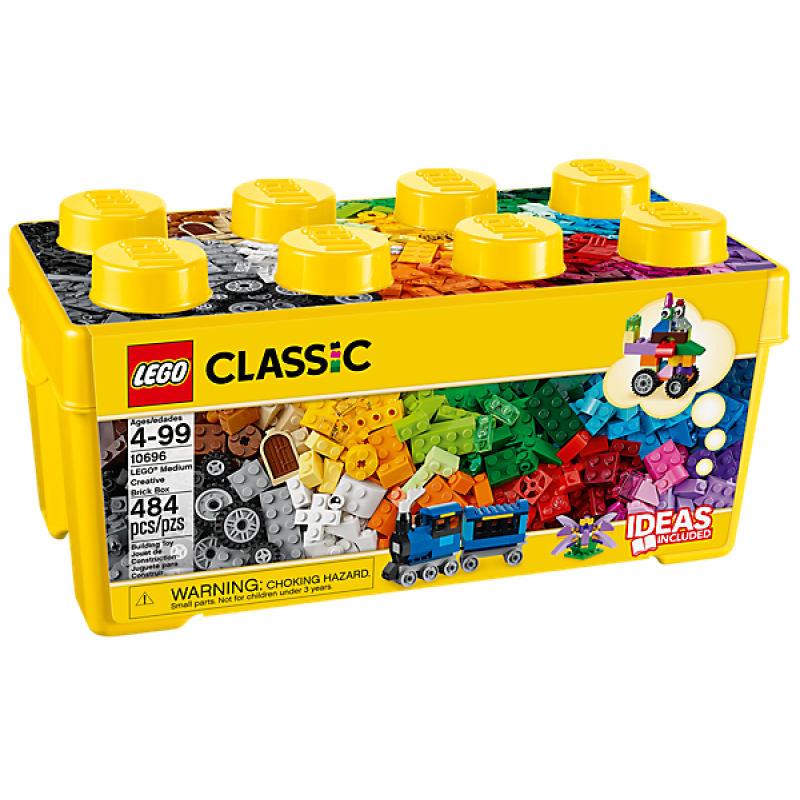 LEGO
CLASSIC
Ages/edades
4-99
10696
LEGO® Medium
Creative
Brick Box
484
pcs/pzs
Building Toy
Jouet de
Construction
Juguete para
Construir
IDEAS
INCLUDED
WARNING: CHOKING HAZARD.
Small parts. Not for children under 3 years.